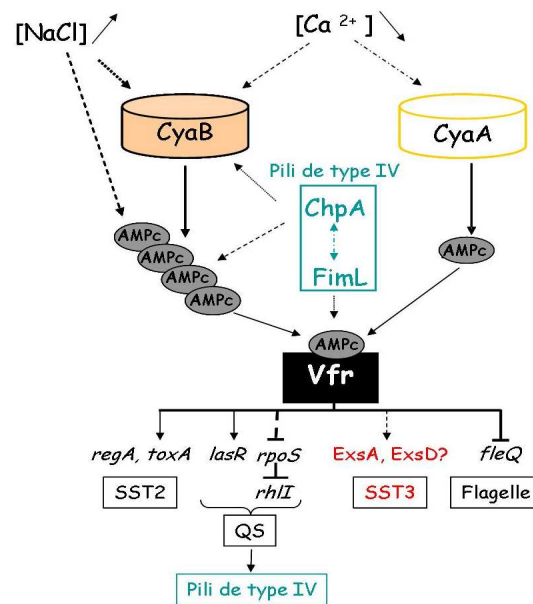 [NaCl]
[Ca 2+ ]
CyaB
CyaA
Pili de type IV
ChpA
FimL
AMPc
AMPc
AMPc
AMPc
AMPc
AMPc
Vfr
regA, toxA
lasR
rpoS
ExsA, ExsD?
fleQ
rhlI
SST2
SST3
Flagelle
QS
Pili de type IV